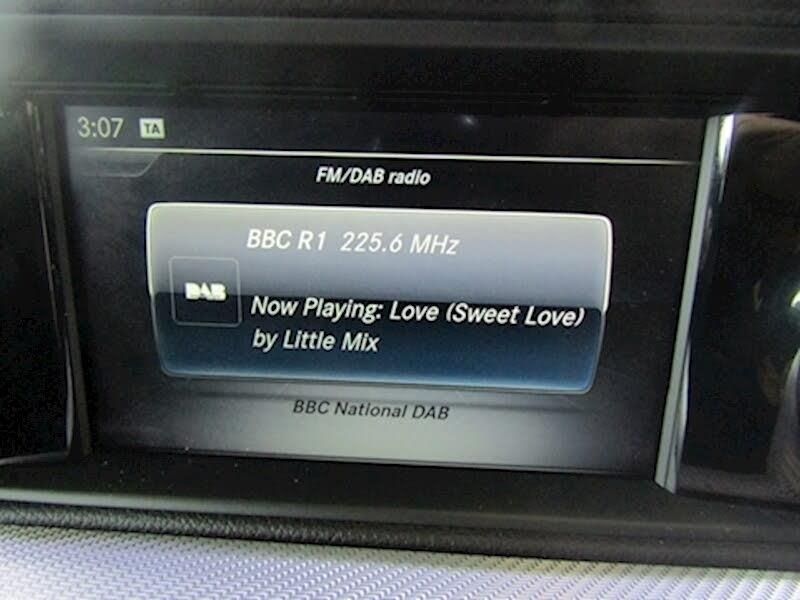 3:07 TA
FM/DAB radio
BBC R1 225.6 MHz
DAB
Now Playing: Love (Sweet Love)
by Little Mix
BBC National DAB